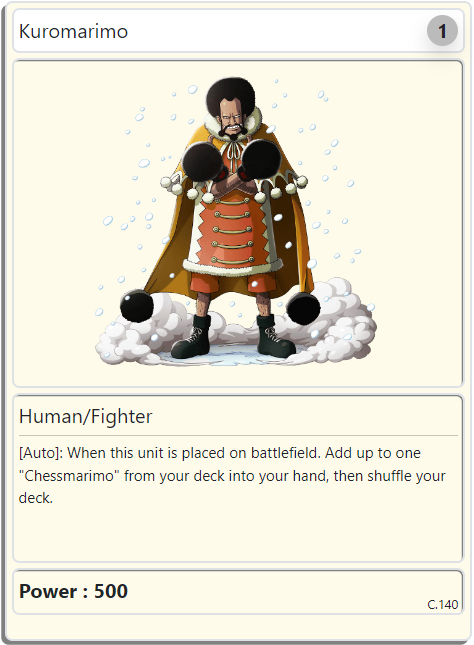 Kuromarimo
1
Human/Fighter
[Auto]: When this unit is placed on battlefield. Add up to one
"Chessmarimo" from your deck into your hand, then shuffle your
deck.
Power : 500
C.140